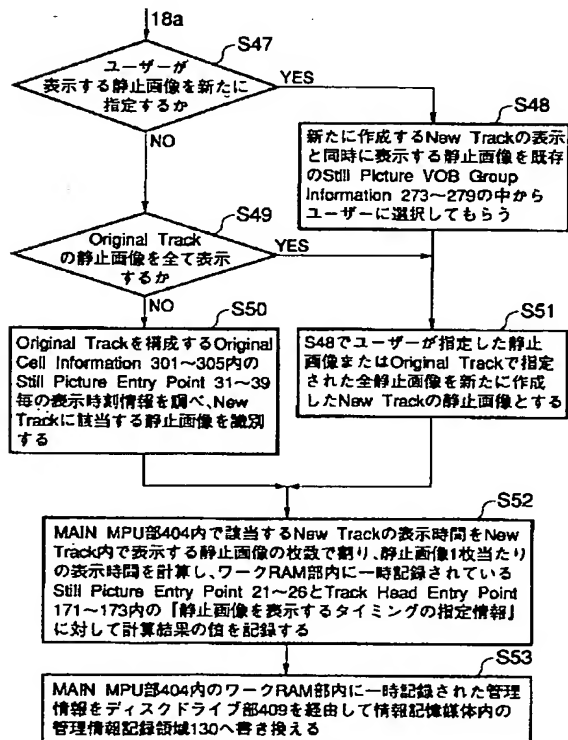 18a
S47
ユーザーが
表示する静止画像を新たに
指定するか
YES
NO
S48
新たに作成するNew Trackの表示
と同時に表示する静止画像を既存
のStill Picture VOB Group
Information 273～279の中から
ユーザーに選択してもらう
S49
Original Track
の静止画像を全て表示
するか
YES
NO
S50
Original Trackを構成するOriginal
Cell Information 301～305内の
Still Picture Entry Point 31～39
毎の表示時刻情報を調べ、New
Trackに該当する静止画像を識別
する
S51
S48でユーザーが指定した静止
画像またはOriginal Trackで指定
された全静止画像を新たに作成
したNew Trackの静止画像とする
S52
MAIN MPU部404内で該当するNew Trackの表示時間をNew
Track内で表示する静止画像の枚数で割り、静止画像1枚当たり
の表示時間を計算し、ワークRAM部内に一時記録されている
Still Picture Entry Point 21～26とTrack Head Entry Point
171～173内の『静止画像を表示するタイミングの指定情報』
に対して計算結果の値を記録する
S53
MAIN MPU部404内のワークRAM部内に一時記録された管理
情報をディスクドライブ部409を経由して情報記憶媒体内の
管理情報記録領域130へ書き換える